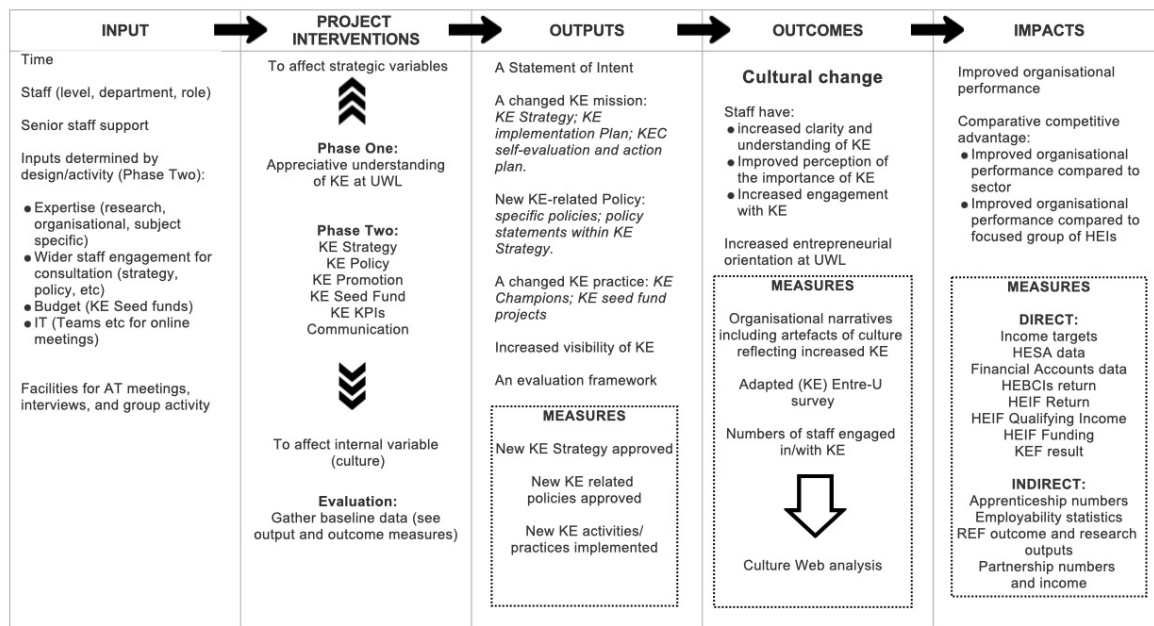 INPUT
Time
Staff (level, department, role)
Senior staff support
Inputs determined by
design/activity (Phase Two):
● Expertise (research,
organisational, subject
specific)
● Wider staff engagement for
consultation (strategy,
policy, etc)
● Budget (KE Seed funds)
● IT (Teams etc for online
meetings)
Facilities for AT meetings,
interviews, and group activity
PROJECT
INTERVENTIONS
To affect strategic variables
Phase One:
Appreciative understanding
of KE at UWL
Phase Two:
KE Strategy
KE Policy
KE Promotion
KE Seed Fund
KE KPIs
Communication
To affect internal variable
(culture)
Evaluation:
Gather baseline data (see
output and outcome measures)
OUTPUTS
A Statement of Intent
A changed KE mission:
KE Strategy; KE
implementation Plan; KEC
self-evaluation and action
plan.
New KE-related Policy:
specific policies; policy
statements within KE
Strategy.
A changed KE practice: KE
Champions; KE seed fund
projects
Increased visibility of KE
An evaluation framework
MEASURES
New KE Strategy approved
New KE related
policies approved
New KE activities/
practices implemented
OUTCOMES
Cultural change
Staff have:
● increased clarity and
understanding of KE
● Improved perception of
the importance of KE
● Increased engagement
with KE
Increased entrepreneurial
orientation at UWL
MEASURES
Organisational narratives
including artefacts of culture
reflecting increased KE
Adapted (KE) Entre-U
survey
Numbers of staff engaged
in/with KE
Culture Web analysis
IMPACTS
Improved organisational
performance
Comparative competitive
advantage:
● Improved organisational
performance compared to
sector
● Improved organisational
performance compared to
focused group of HEIs
MEASURES
DIRECT:
Income targets
HESA data
Financial Accounts data
HEBCIs return
HEIF Return
HEIF Qualifying Income
HEIF Funding
KEF result
INDIRECT:
Apprenticeship numbers
Employability statistics
REF outcome and research
outputs
Partnership numbers
and income